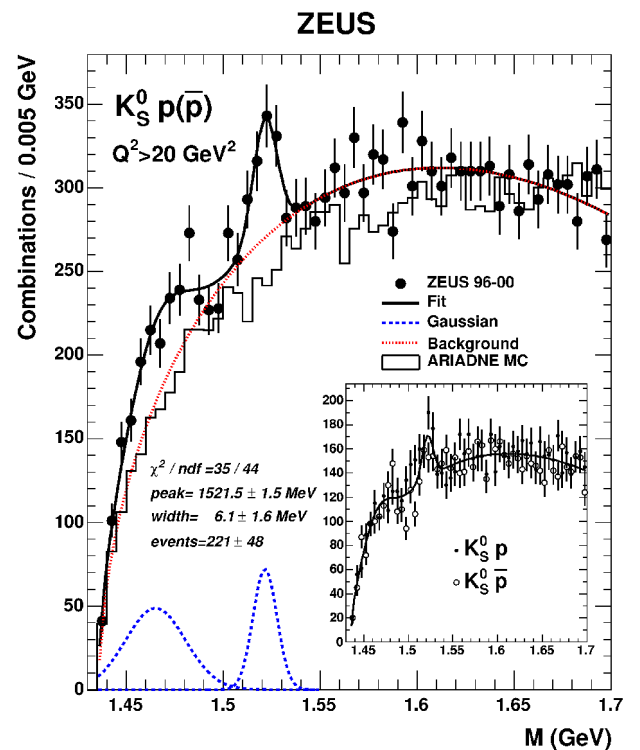 ZEUS
Combinations / 0.005 GeV
350
300
250
200
150
100
50
0
K⁰_S p(p̄)
Q²>20 GeV²
ZEUS 96-00
Fit
Gaussian
Background
ARIADNE MC
χ² / ndf =35 / 44
peak= 1521.5 ± 1.5 MeV
width= 6.1 ± 1.6 MeV
events=221 ± 48
200
180
160
140
120
100
80
60
40
20
0
K⁰_S p
K⁰_S p̄
1.45 1.5 1.55 1.6 1.65 1.7
1.45 1.5 1.55 1.6 1.65 1.7
M (GeV)